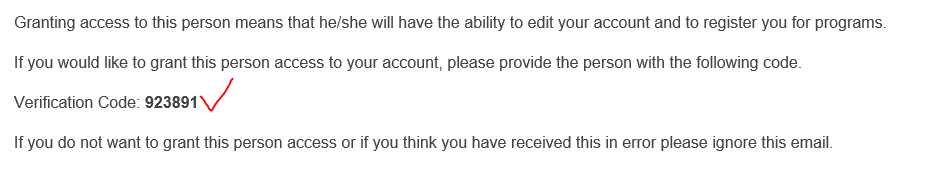 Granting access to this person means that he/she will have the ability to edit your account and to register you for programs.
If you would like to grant this person access to your account, please provide the person with the following code.
Verification Code: 923891
If you do not want to grant this person access or if you think you have received this in error please ignore this email.